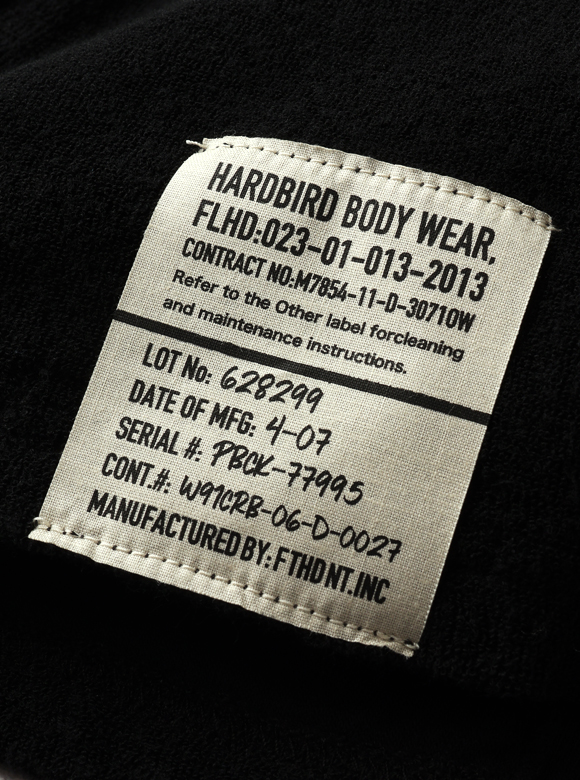 HARDBIRD BODY WEAR,
FLHD:023-01-013-2013
CONTRACT NO:M7854-11-D-30710W
Refer to the Other label forcleaning
and maintenance instructions.
LOT No: 628299
DATE OF MFG: 4-07
SERIAL #: PBCK-77995
CONT.#: W91CRB-06-D-0027
MANUFACTURED BY: FTHDNT.INC